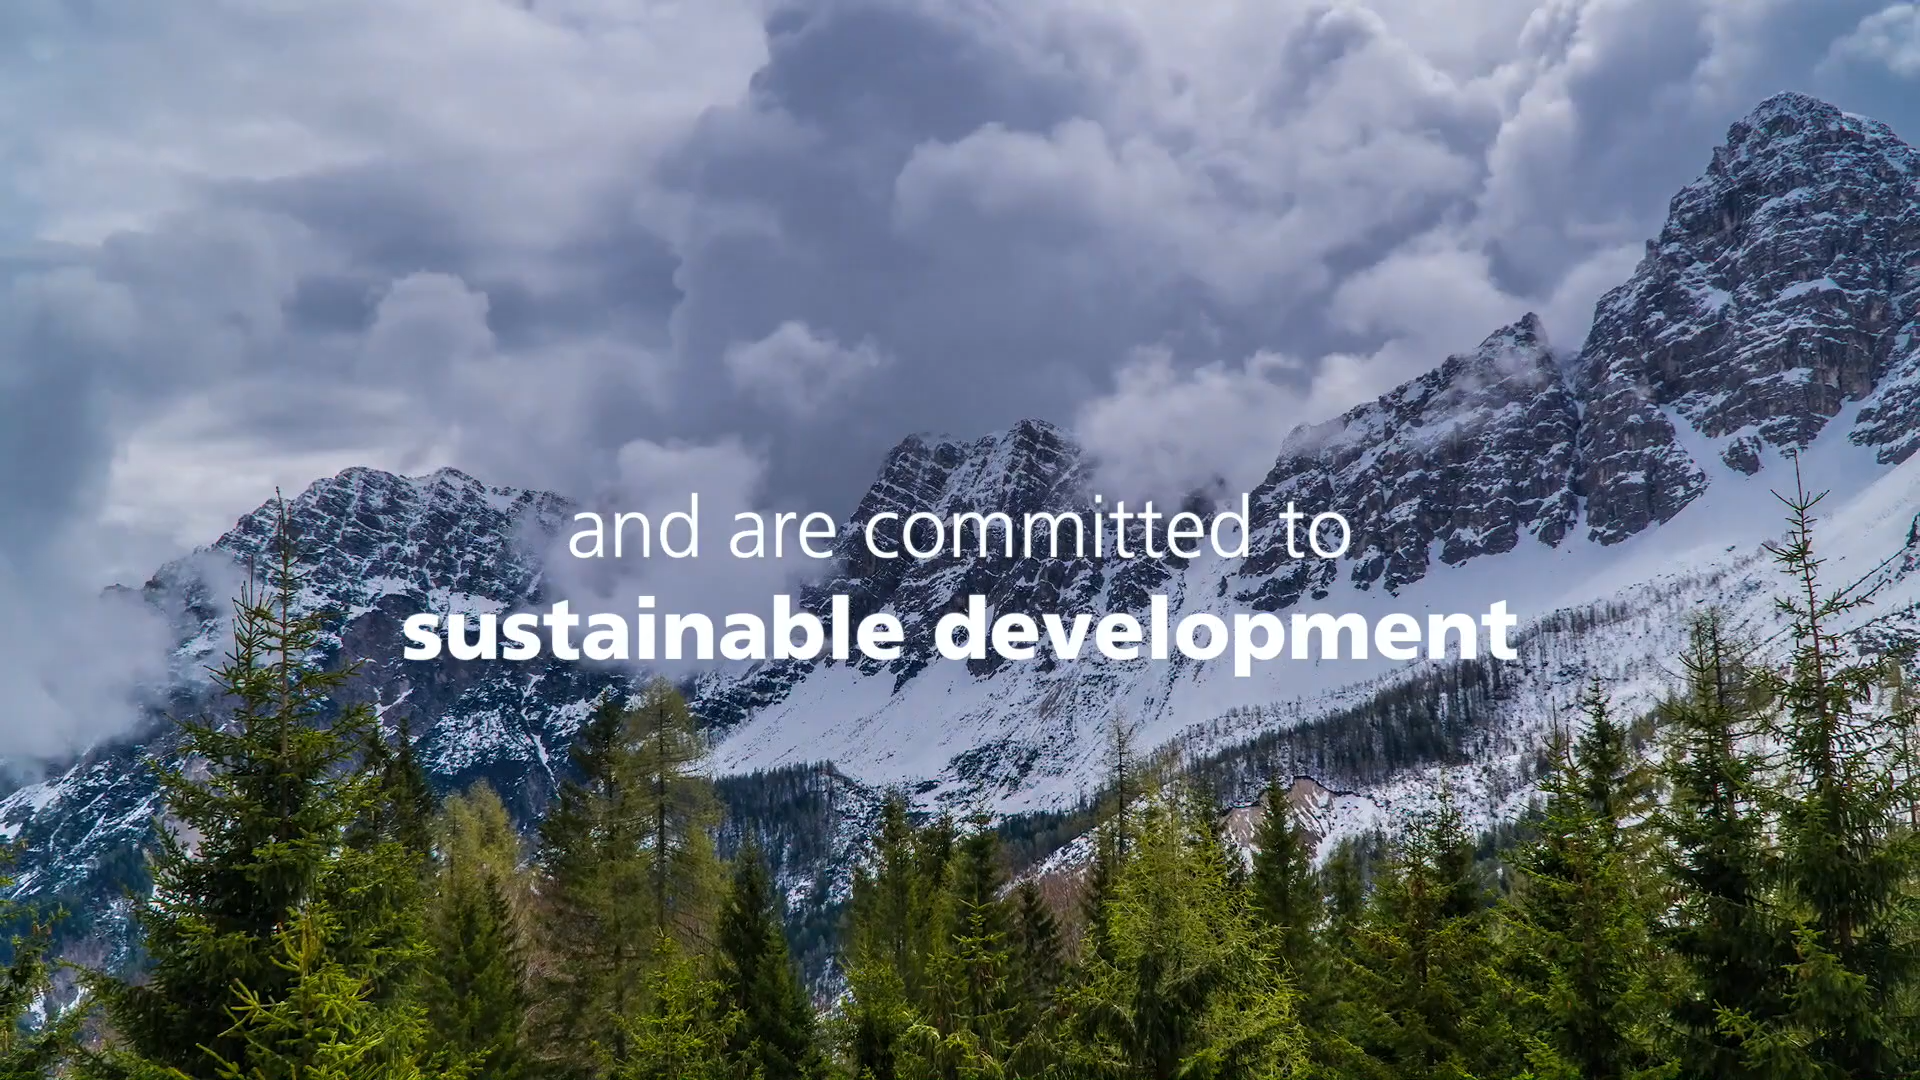 and are committed to
sustainable development